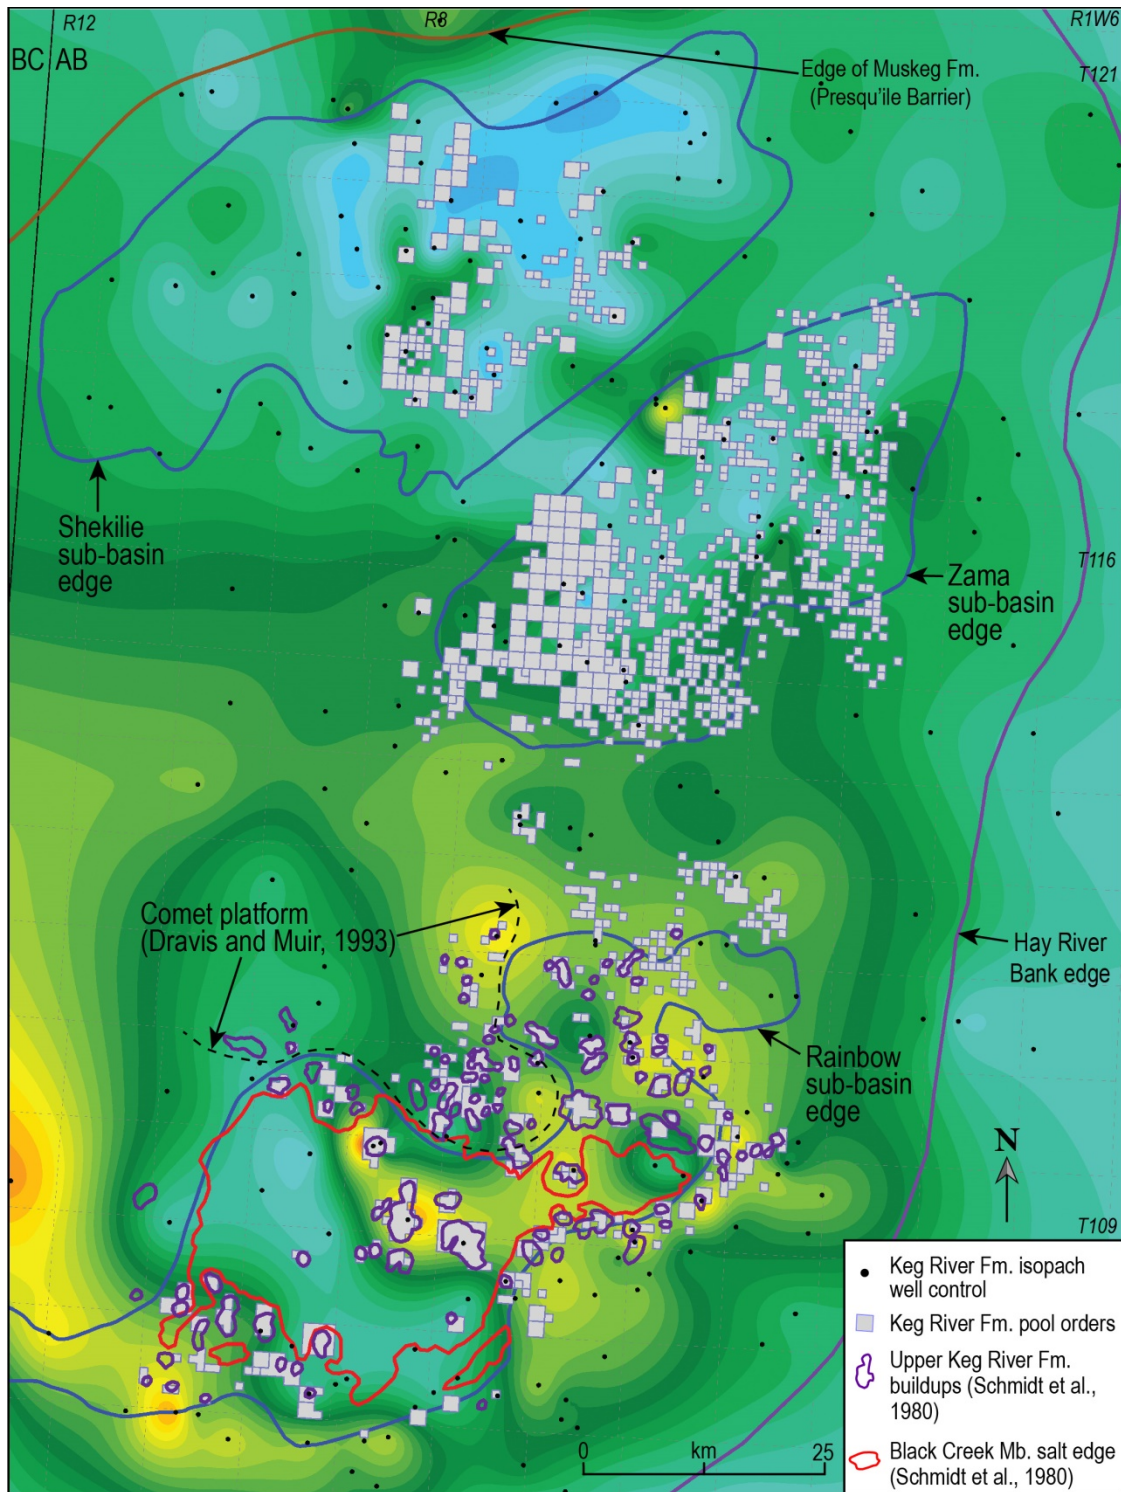 R12
R8
R1W6
BC
AB
Edge of Muskeg Fm.
(Presqu'ile Barrier)
T121
Shekilie
sub-basin
edge
T116
Zama
sub-basin
edge
Comet platform
(Dravis and Muir, 1993)
Hay River
Bank edge
Rainbow
sub-basin
edge
N
T109
Keg River Fm. isopach
well control
Keg River Fm. pool orders
Upper Keg River Fm.
buildups (Schmidt et al.,
1980)
Black Creek Mb. salt edge
(Schmidt et al., 1980)
0 km 25